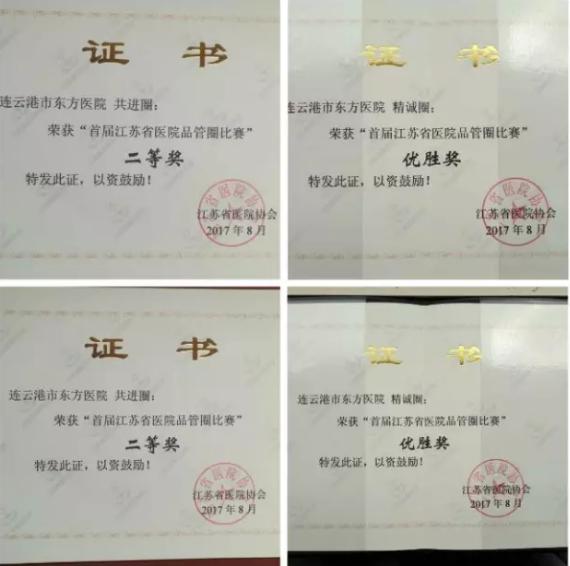 证 书
连云港市东方医院 共进圈：
荣获“首届江苏省医院品管圈比赛”
二等奖
特发此证，以资鼓励！
江苏省医院协会
2017年8月
证 书
连云港市东方医院 精诚圈：
荣获“首届江苏省医院品管圈比赛”
优胜奖
特发此证，以资鼓励！
江苏省医院协会
2017年8月
证 书
连云港市东方医院 共进圈：
荣获“首届江苏省医院品管圈比赛”
二等奖
特发此证，以资鼓励！
江苏省医院协会
2017年8月
证 书
连云港市东方医院 精诚圈：
荣获“首届江苏省医院品管圈比赛”
优胜奖
特发此证，以资鼓励！
江苏省医院协会
2017年8月